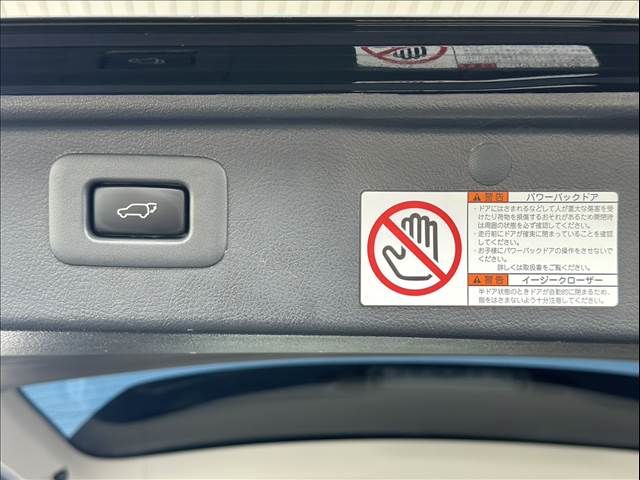 警告 パワーバックドア
・ドアにはさまれるなどして人が重大な傷害を受
けたり荷物を損傷するおそれがあるため開閉時
は周囲の状態を必ず確認してください。
・走行前にドアが確実に閉まっていることを確認
してください。
・お子様にパワーバックドアの操作をさせないで
ください。
詳しくは取扱書をご覧ください。
警告 イージークローザー
半ドア状態のときドアが自動的に閉まるため、
指をはさまないよう十分注意してください。